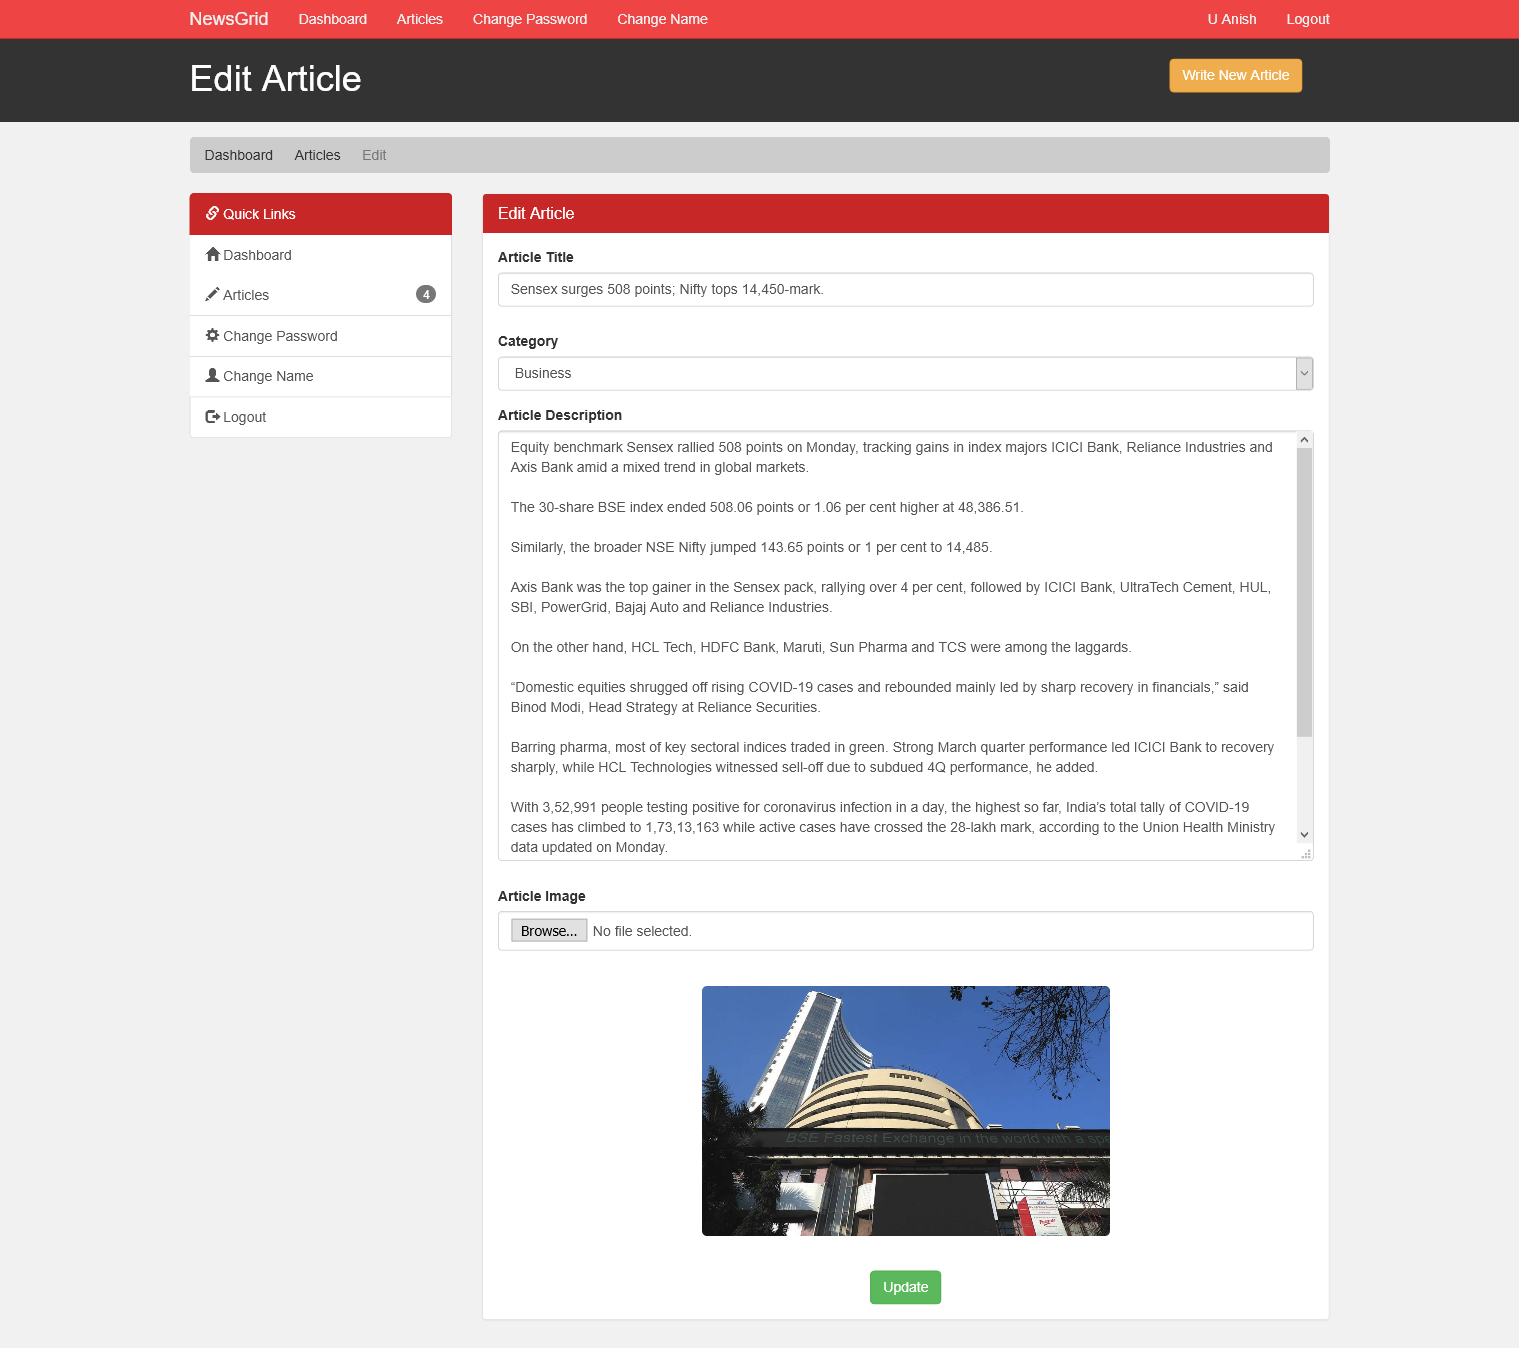 NewsGrid Dashboard Articles Change Password Change Name U Anish Logout
Edit Article
Write New Article
Dashboard Articles Edit
Quick Links
Dashboard
Articles 4
Change Password
Change Name
Logout
Edit Article
Article Title
Sensex surges 508 points; Nifty tops 14,450-mark.
Category
Business
Article Description
Equity benchmark Sensex rallied 508 points on Monday, tracking gains in index majors ICICI Bank, Reliance Industries and
Axis Bank amid a mixed trend in global markets.
The 30-share BSE index ended 508.06 points or 1.06 per cent higher at 48,386.51.
Similarly, the broader NSE Nifty jumped 143.65 points or 1 per cent to 14,485.
Axis Bank was the top gainer in the Sensex pack, rallying over 4 per cent, followed by ICICI Bank, UltraTech Cement, HUL,
SBI, PowerGrid, Bajaj Auto and Reliance Industries.
On the other hand, HCL Tech, HDFC Bank, Maruti, Sun Pharma and TCS were among the laggards.
“Domestic equities shrugged off rising COVID-19 cases and rebounded mainly led by sharp recovery in financials,” said
Binod Modi, Head Strategy at Reliance Securities.
Barring pharma, most of key sectoral indices traded in green. Strong March quarter performance led ICICI Bank to recovery
sharply, while HCL Technologies witnessed sell-off due to subdued 4Q performance, he added.
With 3,52,991 people testing positive for coronavirus infection in a day, the highest so far, India’s total tally of COVID-19
cases has climbed to 1,73,13,163 while active cases have crossed the 28-lakh mark, according to the Union Health Ministry
data updated on Monday.
Article Image
Browse... No file selected.
BSE Fastest Exchange in the world with a spe
Update